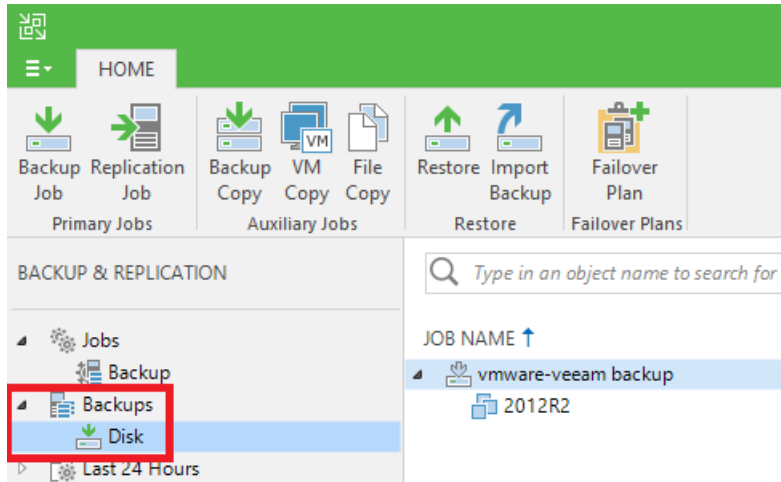 HOME
Backup Job
Replication Job
Backup Copy
VM Copy
File Copy
Restore
Import Backup
Failover Plan
VM
Primary Jobs
Auxiliary Jobs
Restore
Failover Plans
BACKUP & REPLICATION
Type in an object name to search for
Jobs
Backup
Backups
Disk
Last 24 Hours
JOB NAME
vmware-veeam backup
2012R2